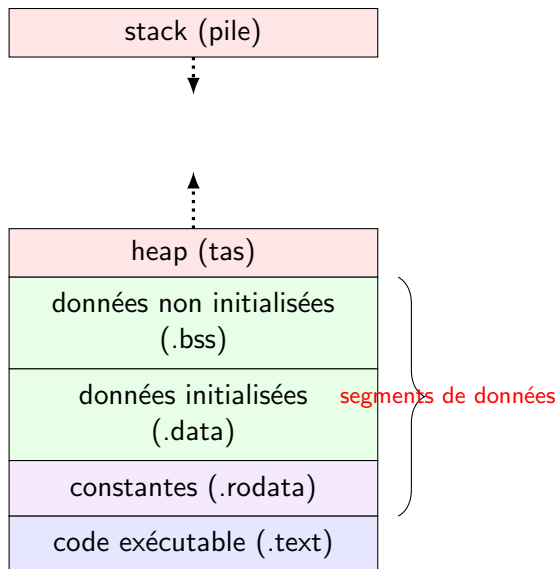 stack (pile)
heap (tas)
données non initialisées
(.bss)
données initialisées
(.data)
segments de données
constantes (.rodata)
code exécutable (.text)